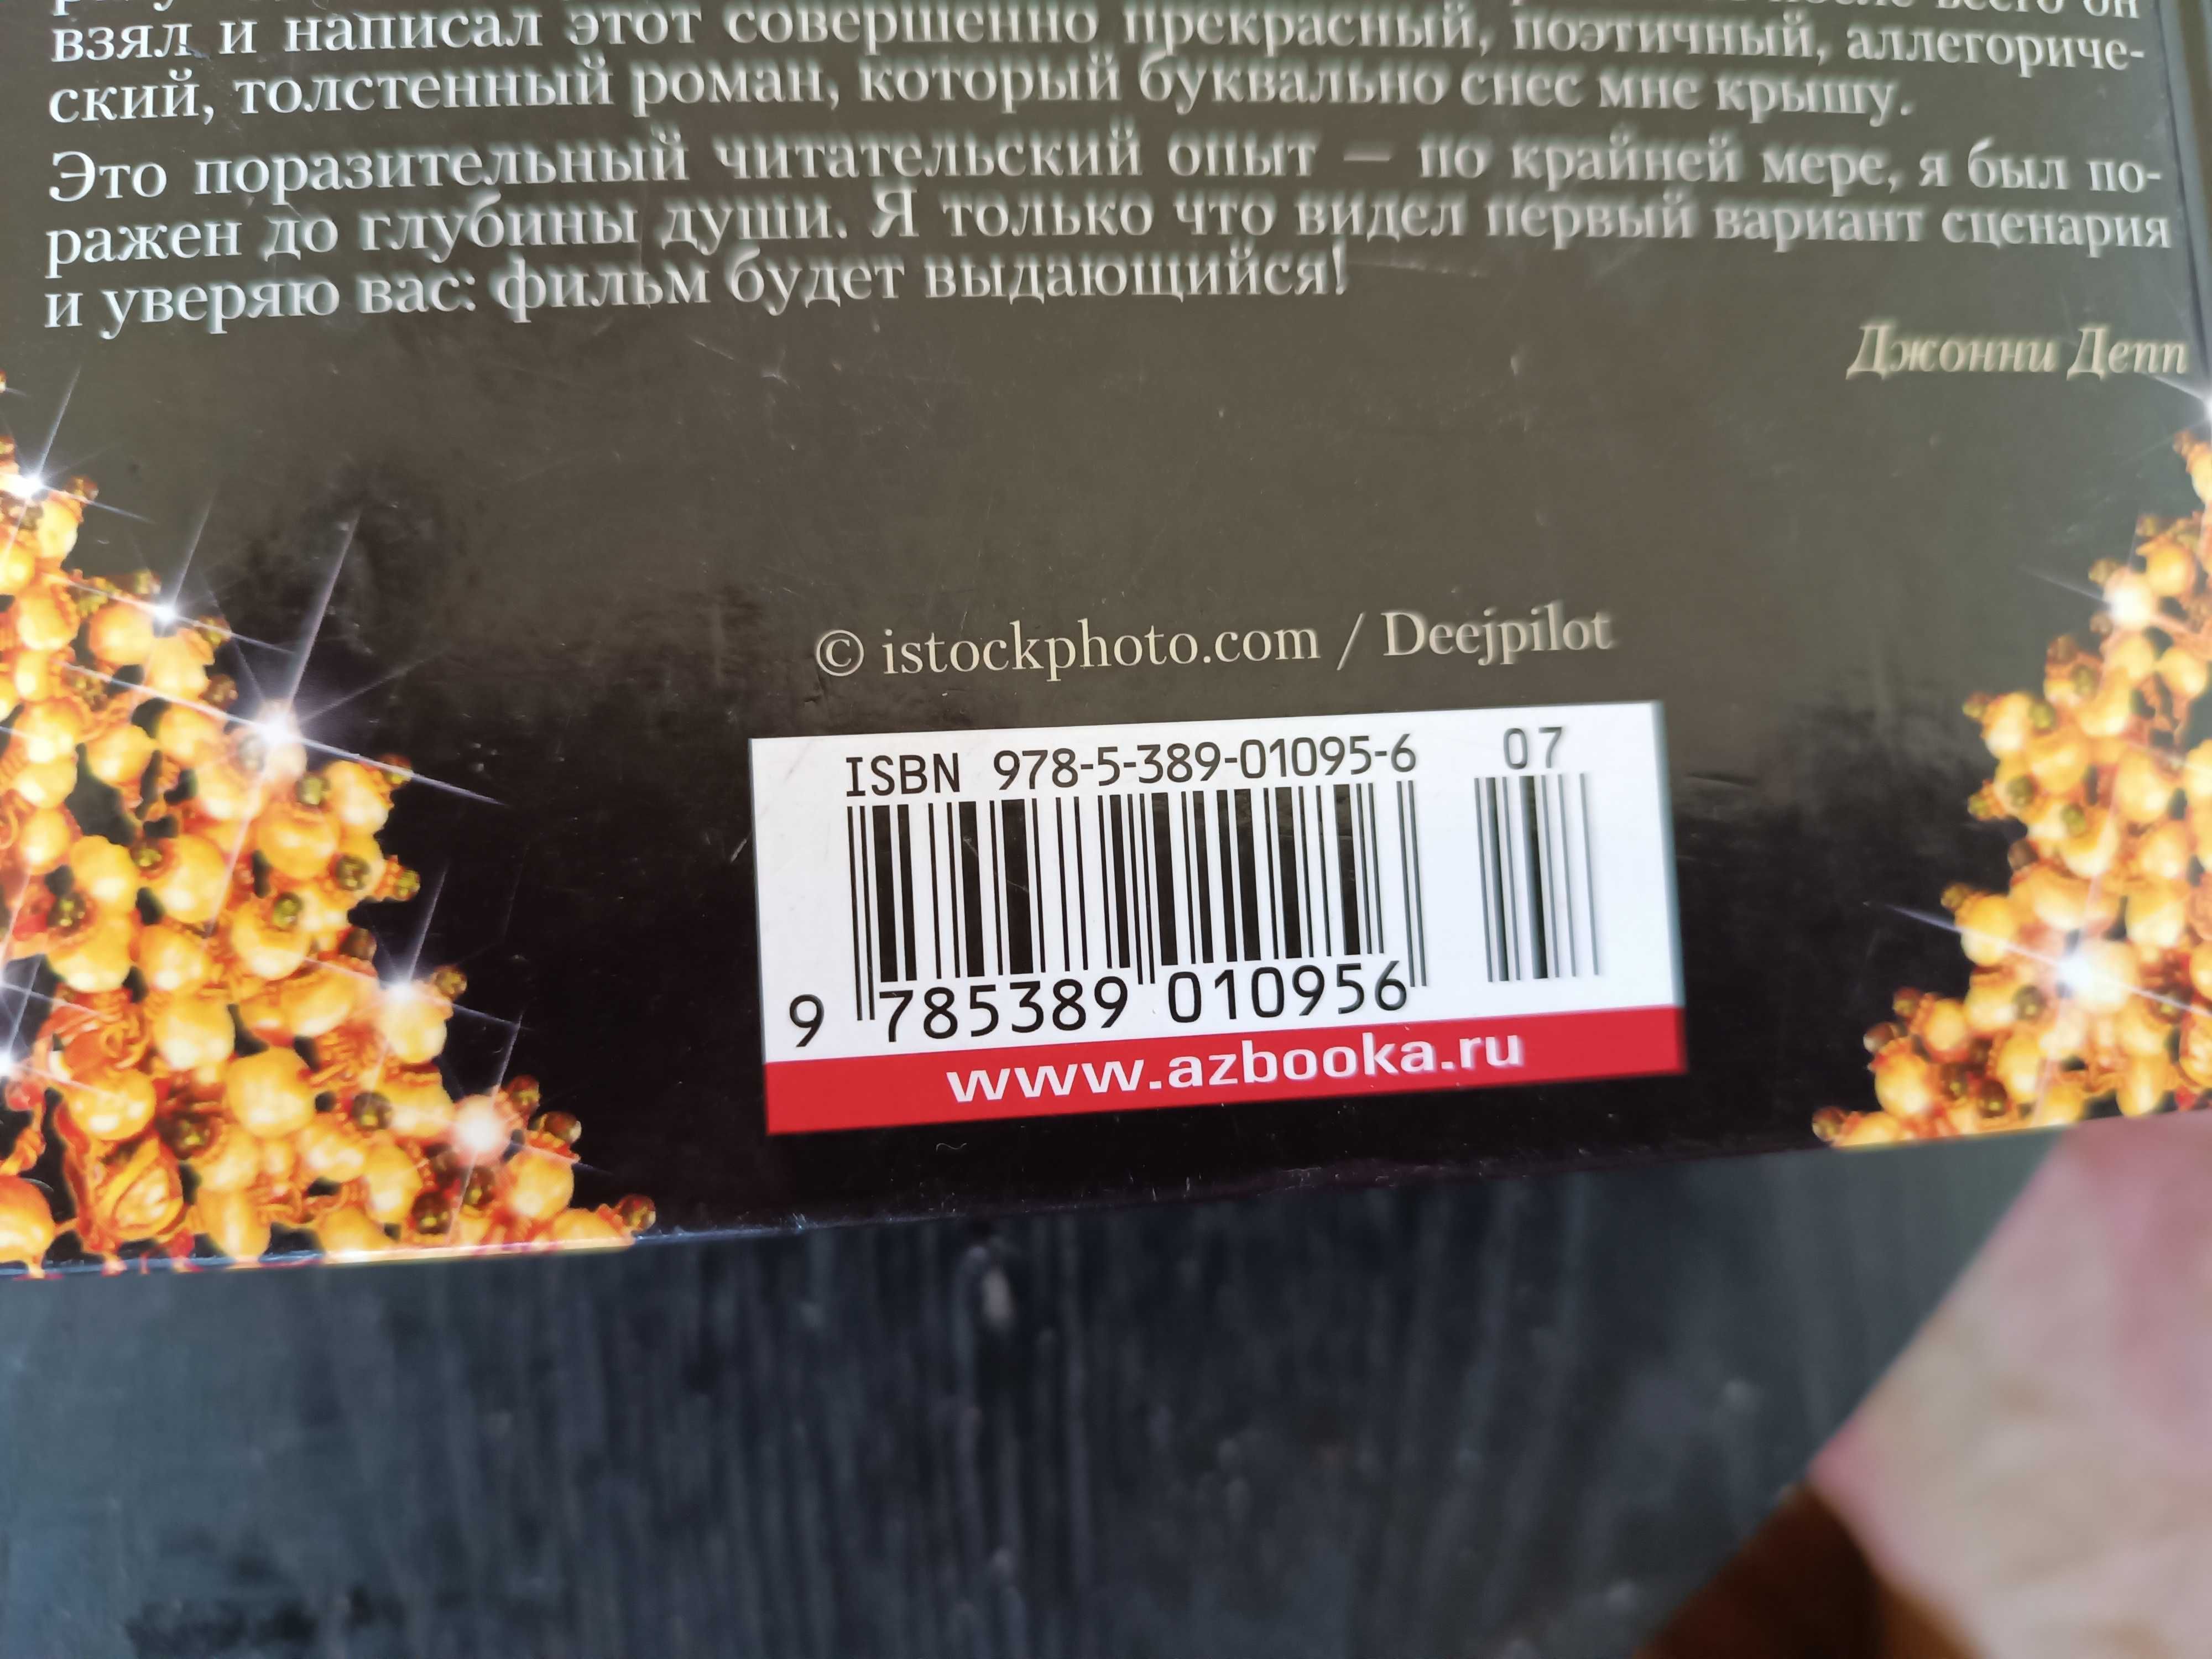 после всего он
взял и написал этот совершенно прекрасный, поэтичный, аллегориче-
ский, толстенный роман, который буквально снес мне крышу.
Это поразительный читательский опыт — по крайней мере, я был по-
ражен до глубины души. Я только что видел первый вариант сценария
и уверяю вас: фильм будет выдающийся!
Джонни Депп
© istockphoto.com / Deejpilot
ISBN 978-5-389-01095-6 07
9 785389 010956
www.azbooka.ru